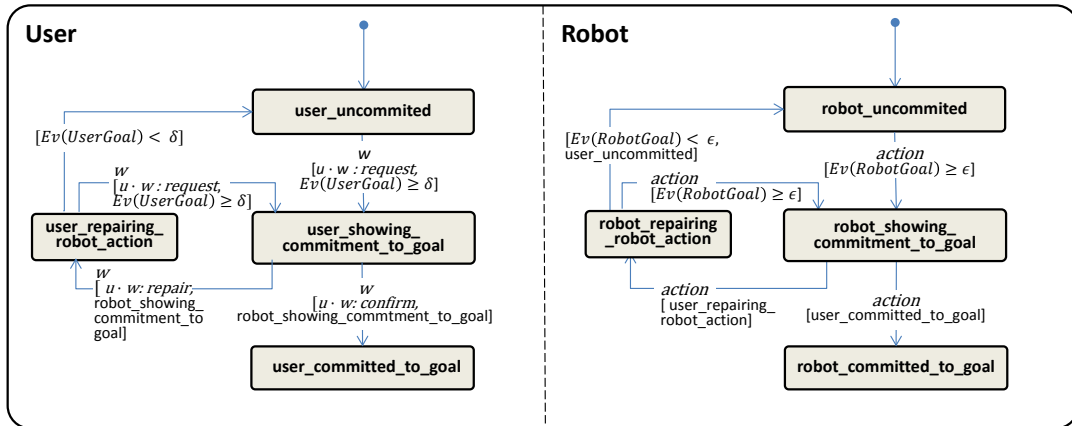 User
user_uncommited
[Ev(UserGoal) < δ]
w
[u · w : request,
Ev(UserGoal) ≥ δ]
w
[u · w : request,
Ev(UserGoal) ≥ δ]
user_repairing_
robot_action
user_showing_
commitment_to_goal
w
[ u · w: repair,
robot_showing_
commitment_to
goal]
w
[u · w: confirm,
robot_showing_commtment_to_goal]
user_committed_to_goal
Robot
robot_uncommited
[Ev(RobotGoal) < ϵ,
user_uncommitted]
action
[Ev(RobotGoal) ≥ ϵ]
action
[Ev(RobotGoal) ≥ ϵ]
robot_repairing
_robot_action
robot_showing_
commitment_to_goal
action
[ user_repairing_
robot_action]
action
[user_committed_to_goal]
robot_committed_to_goal